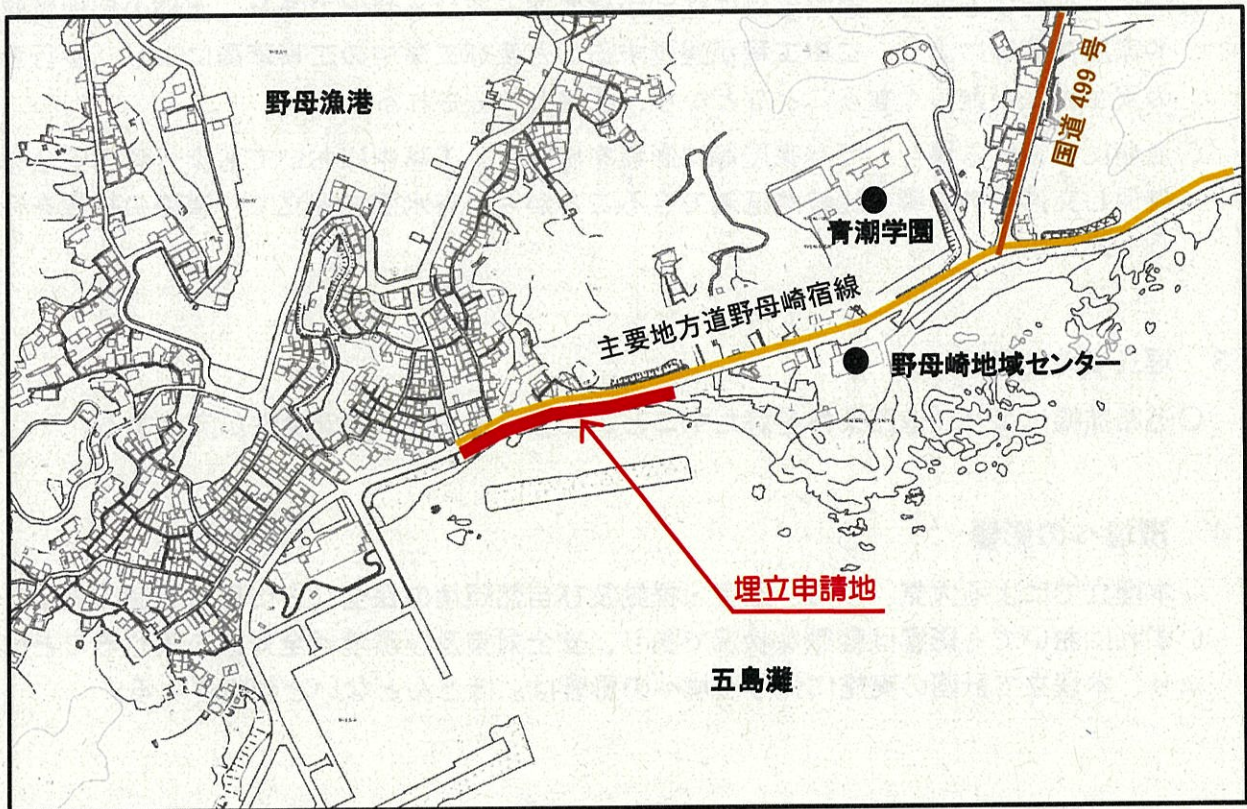 野母漁港
国道 499 号
青潮学園
主要地方道野母崎宿線
野母崎地域センター
埋立申請地
五島灘